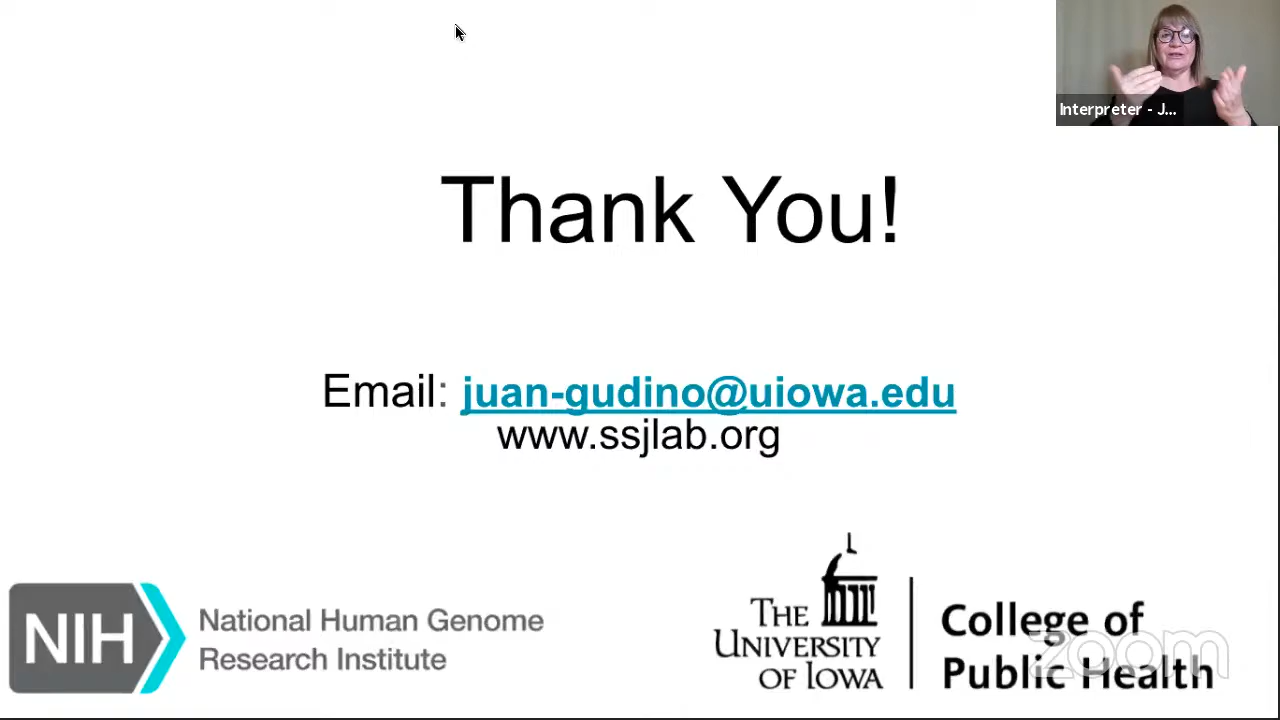 Interpreter - J...
Thank You!
Email: juan-gudino@uiowa.edu
www.ssjlab.org
NIH
National Human Genome
Research Institute
THE
UNIVERSITY
OF IOWA
College of
Public Health
zoom